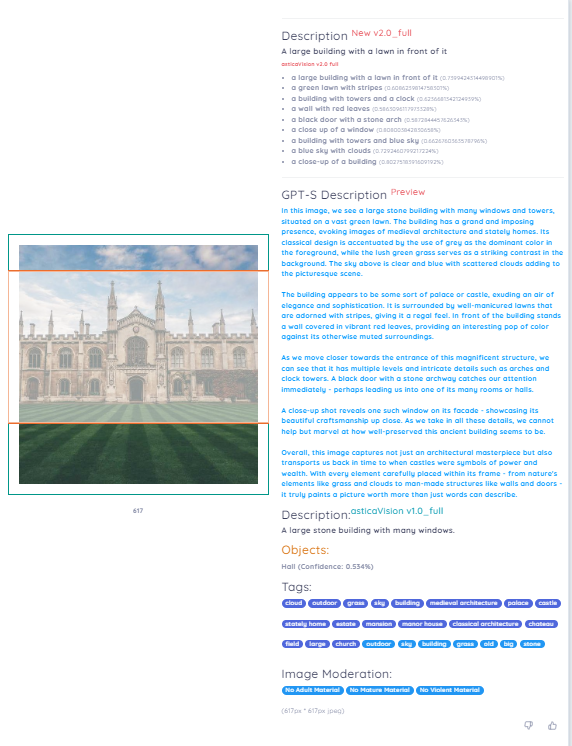 Description New v2.0_full
A large building with a lawn in front of it
asticaVision v2.0 full
a large building with a lawn in front of it
a green lawn with stripes
a building with towers and a clock
a wall with red leaves
a black door with a stone arch
a close up of a window
a building with towers and blue sky
a blue sky with clouds
a close-up of a building
GPT-S Description Preview
In this image, we see a large stone building with many windows and towers,
situated on a vast green lawn. The building has a grand and imposing
presence, evoking images of medieval architecture and stately homes. Its
classical design is accentuated by the use of grey as the dominant color in
the foreground, while the lush green grass serves as a striking contrast in the
background. The sky above is clear and blue with scattered clouds adding to
the picturesque scene.
The building appears to be some sort of palace or castle, exuding an air of
elegance and sophistication. It is surrounded by well-manicured lawns that
are adorned with stripes, giving it a regal feel. In front of the building stands
a wall covered in vibrant red leaves, providing an interesting pop of color
against its otherwise muted surroundings.
As we move closer towards the entrance of this magnificent structure, we
can see that it has multiple levels and intricate details such as arches and
clock towers. A black door with a stone archway catches our attention
immediately - perhaps leading us into one of its many rooms or halls.
A close-up shot reveals one such window on its facade - showcasing its
beautiful craftsmanship up close. As we take in all these details, we cannot
help but marvel at how well-preserved this ancient building seems to be.
Overall, this image captures not just an architectural masterpiece but also
transports us back in time to when castles were symbols of power and
wealth. With every element carefully placed within its frame - from nature's
elements like grass and clouds to man-made structures like walls and doors -
it truly paints a picture worth more than just words can describe.
617
Description:asticaVision v1.0_full
A large stone building with many windows.
Objects:
Hall (Confidence: 0.534%)
Tags:
cloud outdoor grass sky building medieval architecture palace castle
stately home estate mansion manor house classical architecture chateau
field large church outdoor sky building grass old big stone
Image Moderation:
No Adult Material No Mature Material No Violent Material
(617px * 617px jpeg)